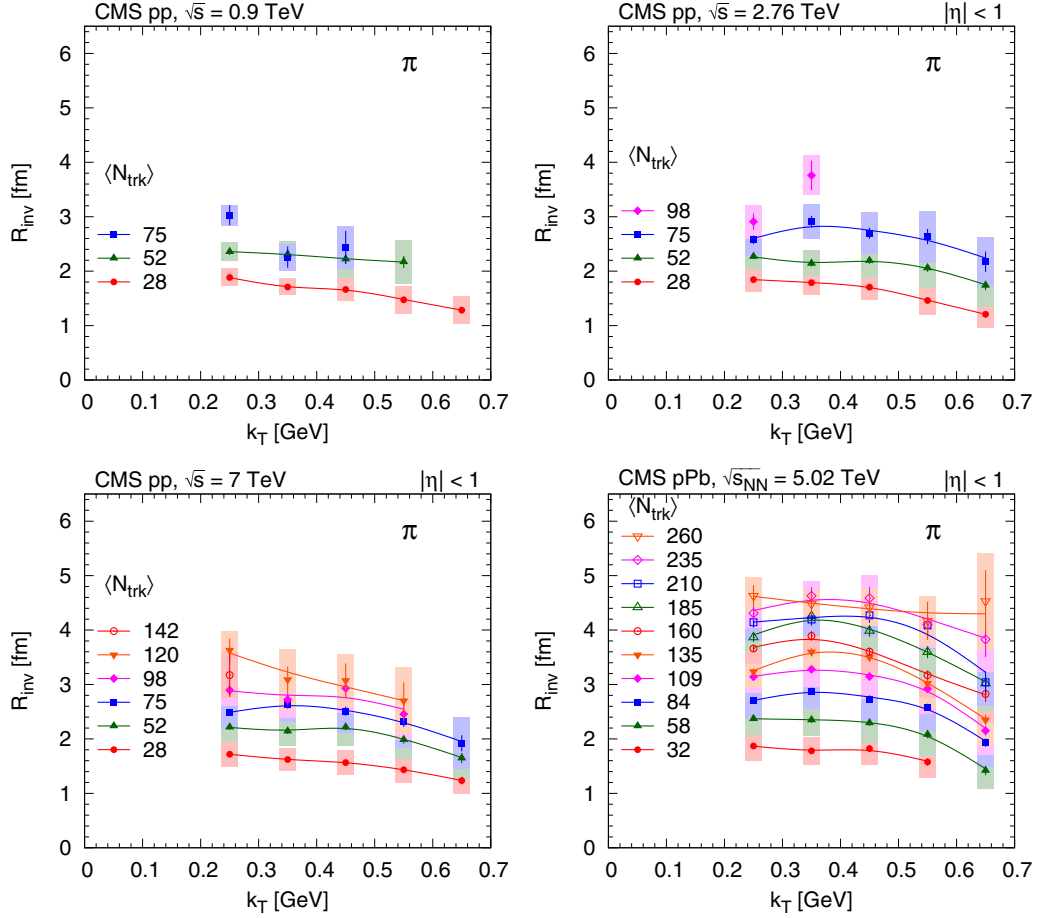 CMS pp, √s = 0.9 TeV
π
R_inv [fm]
⟨N_trk⟩
75
52
28
0 1 2 3 4 5 6
0 0.1 0.2 0.3 0.4 0.5 0.6 0.7
k_T [GeV]
CMS pp, √s = 2.76 TeV |η| < 1
π
R_inv [fm]
⟨N_trk⟩
98
75
52
28
0 1 2 3 4 5 6
0 0.1 0.2 0.3 0.4 0.5 0.6 0.7
k_T [GeV]
CMS pp, √s = 7 TeV |η| < 1
π
R_inv [fm]
⟨N_trk⟩
142
120
98
75
52
28
0 1 2 3 4 5 6
0 0.1 0.2 0.3 0.4 0.5 0.6 0.7
k_T [GeV]
CMS pPb, √s_NN = 5.02 TeV |η| < 1
π
R_inv [fm]
⟨N_trk⟩
260
235
210
185
160
135
109
84
58
32
0 1 2 3 4 5 6
0 0.1 0.2 0.3 0.4 0.5 0.6 0.7
k_T [GeV]